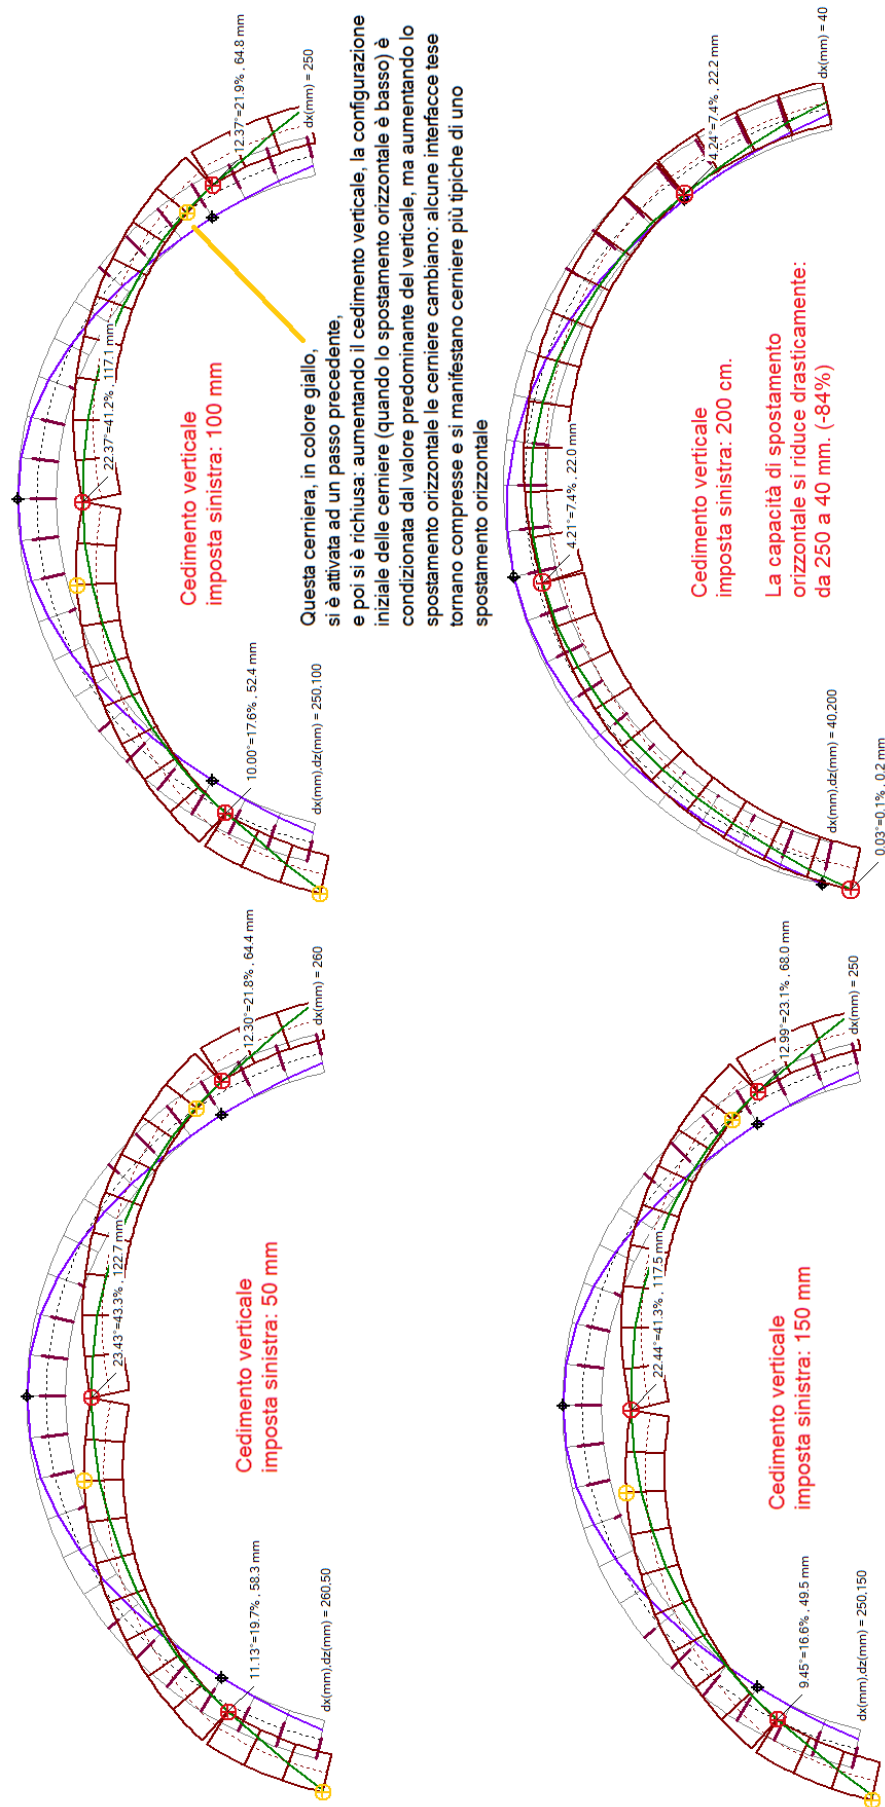 11.13°=19.7% , 58.3 mm
23.43°=43.3% , 122.7 mm
12.30°=21.8% , 64.4 mm
dx(mm),dz(mm) = 260,50
dx(mm) = 260
Cedimento verticale
imposta sinistra: 50 mm
10.00°=17.6% , 52.4 mm
22.37°=41.2% , 117.1 mm
12.37°=21.9% , 64.8 mm
dx(mm),dz(mm) = 250,100
dx(mm) = 250
Cedimento verticale
imposta sinistra: 100 mm
Questa cerniera, in colore giallo,
si è attivata ad un passo precedente,
e poi si è richiusa: aumentando il cedimento verticale, la configurazione
iniziale delle cerniere (quando lo spostamento orizzontale è basso) è
condizionata dal valore predominante del verticale, ma aumentando lo
spostamento orizzontale le cerniere cambiano: alcune interfacce tese
tornano compresse e si manifestano cerniere più tipiche di uno
spostamento orizzontale
9.45°=16.6% , 49.5 mm
22.44°=41.3% , 117.5 mm
12.99°=23.1% , 68.0 mm
dx(mm),dz(mm) = 250,150
dx(mm) = 250
Cedimento verticale
imposta sinistra: 150 mm
4.21°=7.4% , 22.0 mm
4.24°=7.4% , 22.2 mm
dx(mm),dz(mm) = 40,200
dx(mm) = 40
0.03°=0.1% , 0.2 mm
Cedimento verticale
imposta sinistra: 200 cm.
La capacità di spostamento
orizzontale si riduce drasticamente:
da 250 a 40 mm. (-84%)